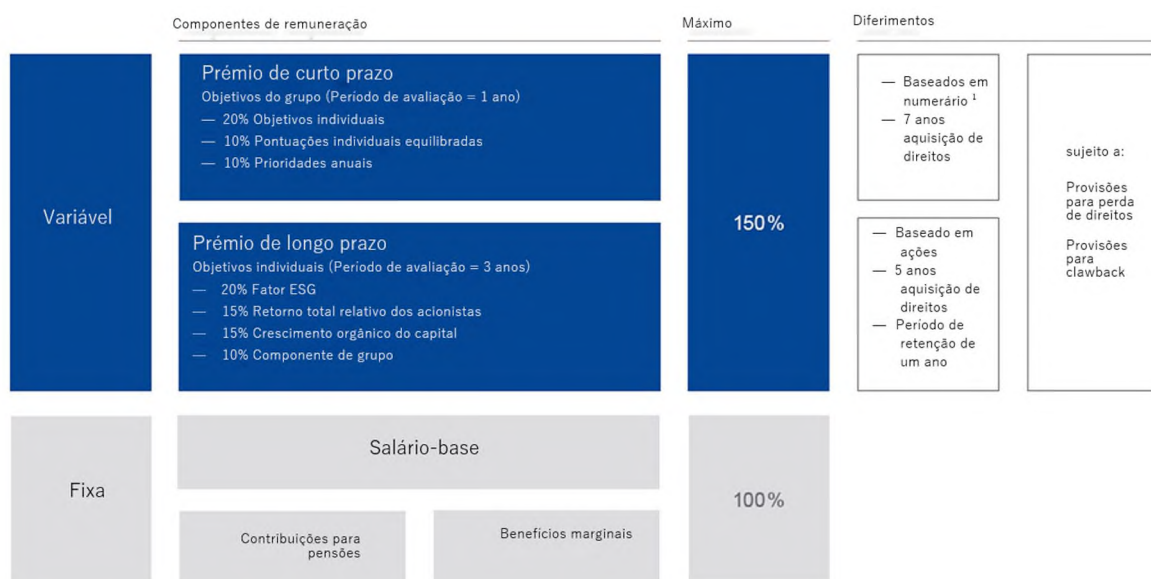 Componentes de remuneração
Máximo
Diferimentos
Variável
Prémio de curto prazo
Objetivos do grupo (Período de avaliação = 1 ano)
— 20% Objetivos individuais
— 10% Pontuações individuais equilibradas
— 10% Prioridades anuais
Prémio de longo prazo
Objetivos individuais (Período de avaliação = 3 anos)
— 20% Fator ESG
— 15% Retorno total relativo dos acionistas
— 15% Crescimento orgânico do capital
— 10% Componente de grupo
150%
— Baseados em
numerário ¹
— 7 anos
aquisição de
direitos
— Baseado em
ações
— 5 anos
aquisição de
direitos
— Período de
retenção de
um ano
sujeito a:
Provisões
para perda
de direitos
Provisões
para
clawback
Fixa
Salário-base
Contribuições para
pensões
Benefícios marginais
100%